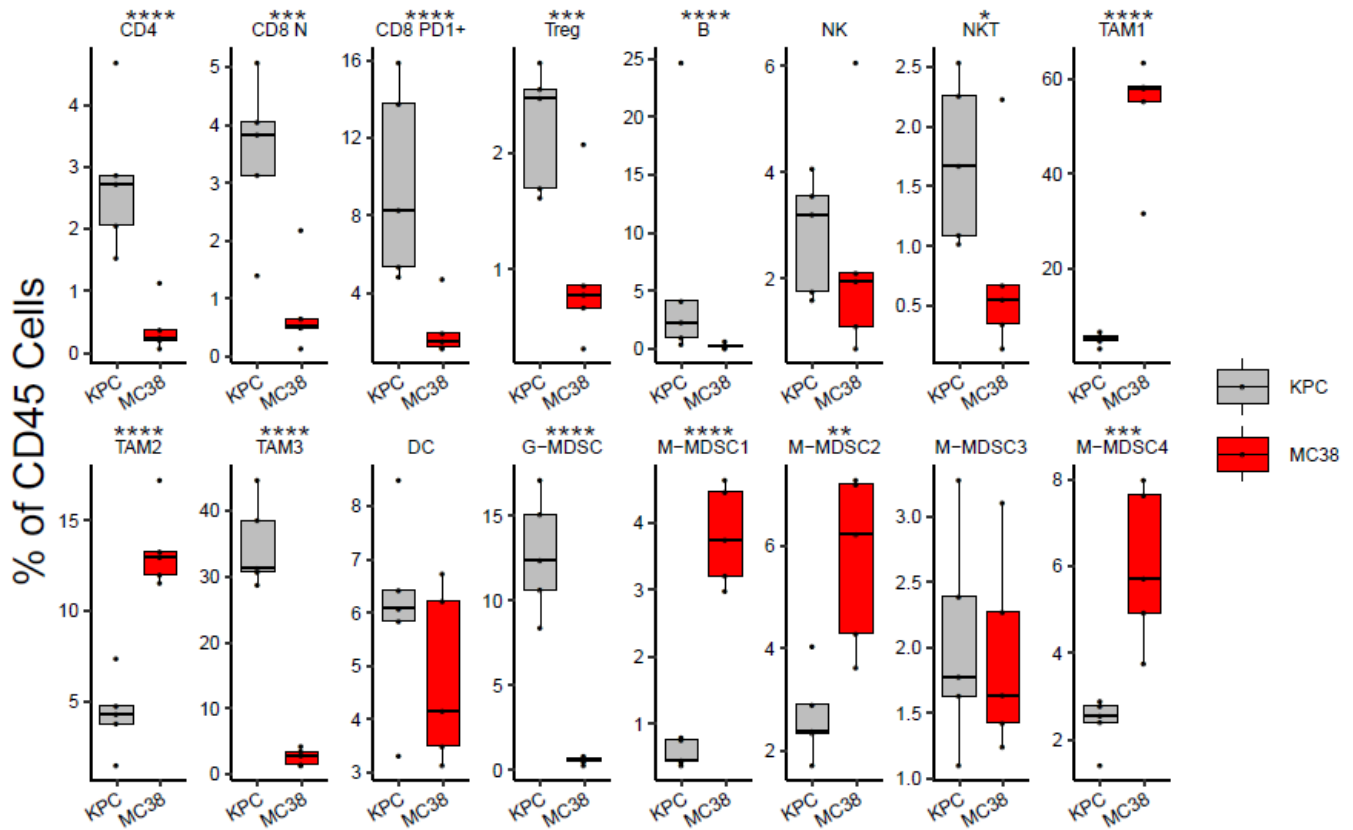 % of CD45 Cells
**** *** **** *** **** * ****
CD4 CD8 N CD8 PD1+ Treg B NK NKT TAM1
4 3 2 1 0
5 4 3 2 1 0
16 12 8 4
2 1
25 20 15 10 5 0
6 4 2
2.5 2.0 1.5 1.0 0.5
60 40 20
KPC MC38 KPC MC38 KPC MC38 KPC MC38 KPC MC38 KPC MC38 KPC MC38 KPC MC38
KPC
MC38
**** **** **** **** ** ***
TAM2 TAM3 DC G−MDSC M−MDSC1 M−MDSC2 M−MDSC3 M−MDSC4
15 10 5
40 30 20 10 0
8 7 6 5 4 3
15 10 5 0
4 3 2 1
6 4 2
3.0 2.5 2.0 1.5 1.0
8 6 4 2
KPC MC38 KPC MC38 KPC MC38 KPC MC38 KPC MC38 KPC MC38 KPC MC38 KPC MC38